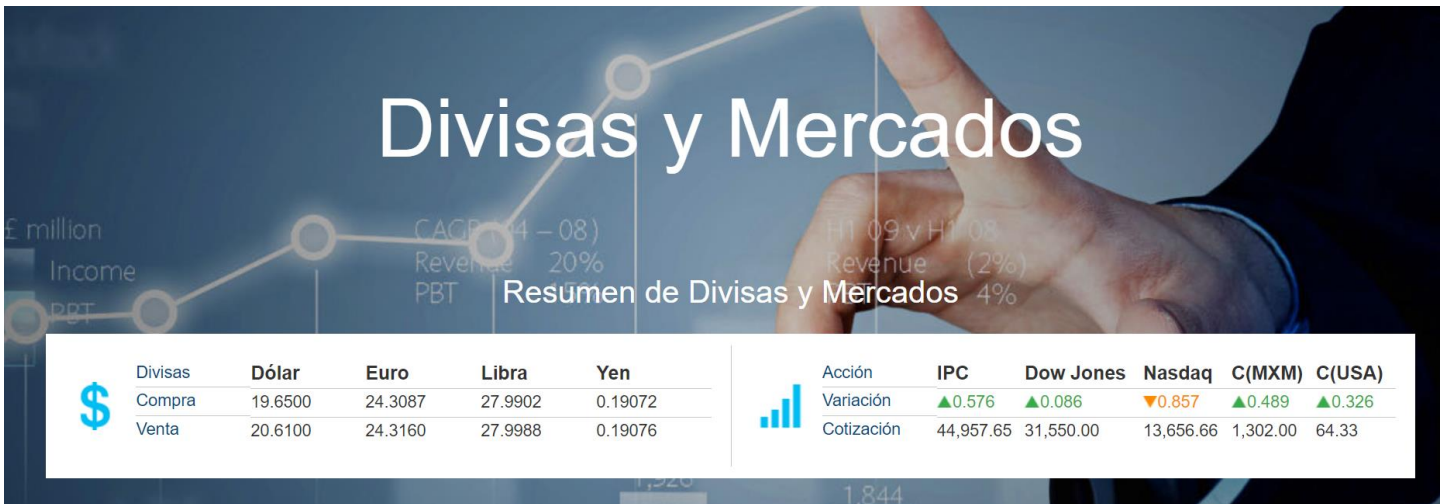 Divisas y Mercados
£ million
Income
PBT
CAGR – 08)
Revenue 20%
PBT
H1 09 v H1 08
Revenue (2%)
4%
Resumen de Divisas y Mercados
$
Divisas Dólar Euro Libra Yen
Compra 19.6500 24.3087 27.9902 0.19072
Venta 20.6100 24.3160 27.9988 0.19076
Acción IPC Dow Jones Nasdaq C(MXM) C(USA)
Variación ▲0.576 ▲0.086 ▼0.857 ▲0.489 ▲0.326
Cotización 44,957.65 31,550.00 13,656.66 1,302.00 64.33
1,844